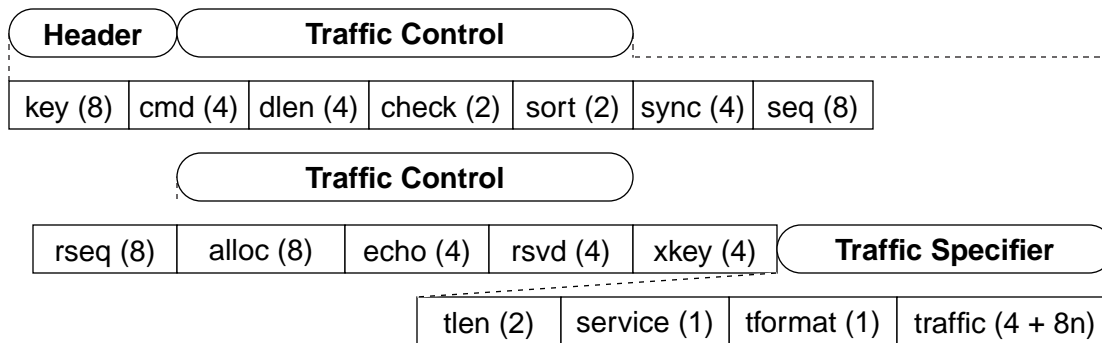 Header Traffic Control
key (8) cmd (4) dlen (4) check (2) sort (2) sync (4) seq (8)
Traffic Control
rseq (8) alloc (8) echo (4) rsvd (4) xkey (4) Traffic Specifier
tlen (2) service (1) tformat (1) traffic (4 + 8n)